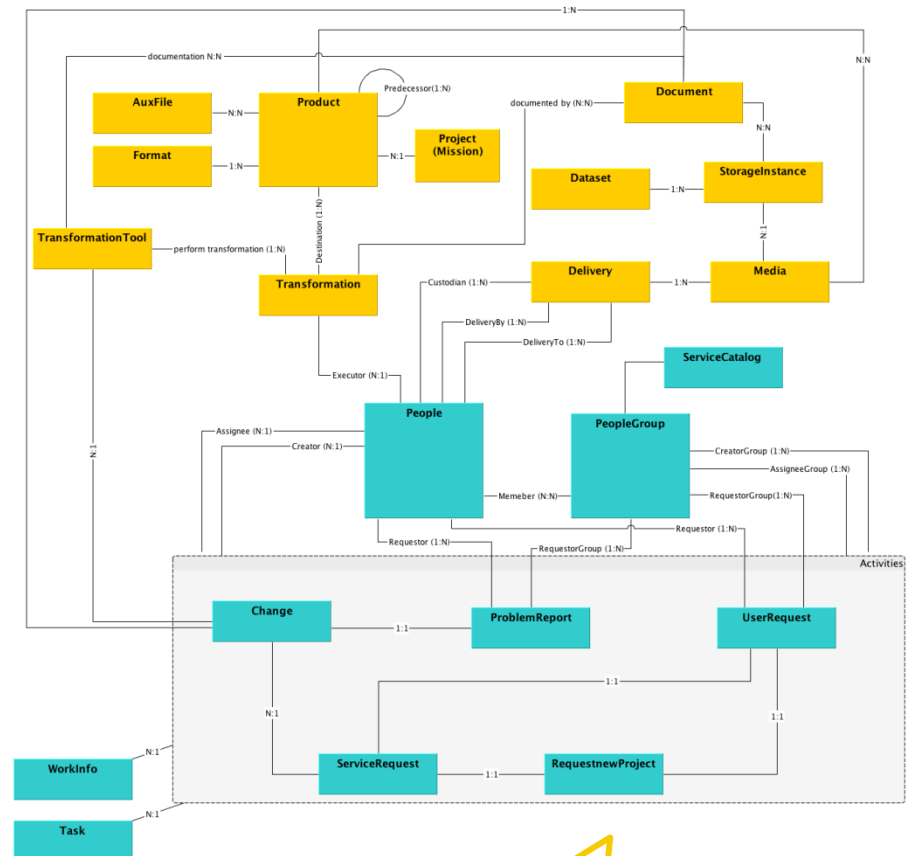 1:N
documentation N:N
N:N
Predecessor(1:N)
AuxFile
N:N
Product
documented by (N:N)
Document
Format
1:N
N:1
Project
(Mission)
N:N
Dataset
1:N
StorageInstance
TransformationTool
perform transformation (1:N)
Destination (1:N)
N:1
Transformation
Custodian (1:N)
Delivery
1:N
Media
DeliveryBy (1:N)
DeliveryTo (1:N)
ServiceCatalog
Executor (N:1)
People
PeopleGroup
Assignee (N:1)
Creator (N:1)
N:1
CreatorGroup (1:N)
AssigneeGroup (1:N)
Memeber (N:N)
RequestorGroup(1:N)
Requestor (1:N)
Requestor (1:N)
RequestorGroup (1:N)
Activities
Change
1:1
ProblemReport
UserRequest
1:1
N:1
1:1
N:1
WorkInfo
ServiceRequest
1:1
RequestnewProject
N:1
Task